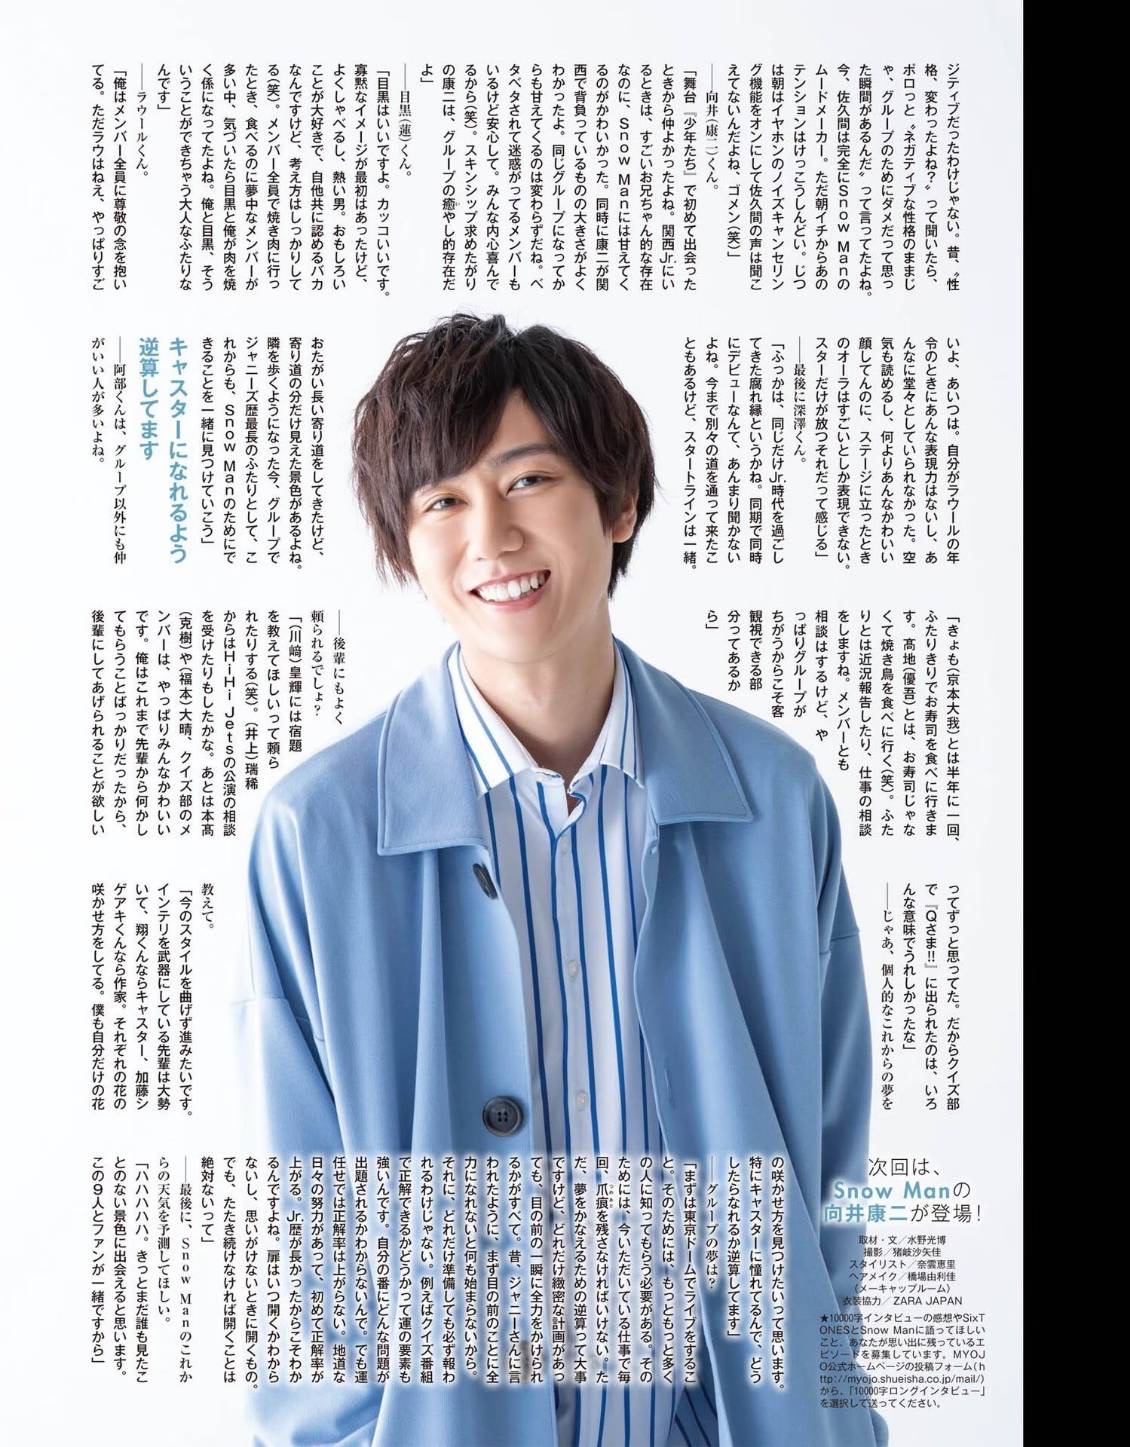 ジティブだったわけじゃない。昔、〝性
格、変わったよね？〟って聞いたら、
ポロっと〝ネガティブな性格のままじ
ゃ、グループのためにダメだって思っ
た瞬間があるんだ〟って言ってたよね。
今、佐久間は完全にSnow Manの
ムードメーカー。ただ朝イチからあの
テンションはけっこうしんどい。じつ
は朝はイヤホンのノイズキャンセリン
グ機能をオンにして佐久間の声は聞こ
えてないんだよね、ゴメン(笑)」
――向井(康二)くん。
「舞台『少年たち』で初めて出会った
ときから仲よかったよね。関西Jr.にい
るときは、すごいお兄ちゃん的な存在
なのに、Snow Manには甘えてく
るのがかわいかった。同時に康二が関
西で背負っているものの大きさがよく
わかったよ。同じグループになってか
らも甘えてくるのは変わらずだね。ベ
タベタされて迷惑がってるメンバーも
いるけど安心して。みんな内心喜んで
るから(笑)。スキンシップ求めたがり
の康二は、グループの癒やし的存在だ
よ」
――目黒(蓮)くん。
「目黒はいいですよ。カッコいいです。
寡黙なイメージが最初はあったけど、
よくしゃべるし、熱い男。おもしろい
ことが大好きで、自他共に認めるバカ
なんですけど、考え方はしっかりして
る(笑)。メンバー全員で焼き肉に行っ
たとき、食べるのに夢中なメンバーが
多い中、気づいたら目黒と俺が肉を焼
く係になってたよね。俺と目黒、そう
いうことができちゃう大人なふたりな
んです」
――ラウールくん。
「俺はメンバー全員に尊敬の念を抱い
てる。ただラウはねえ、やっぱりすご
いよ、あいつは。自分がラウールの年
令のときにあんな表現力はないし、あ
んなに堂々としていられなかった。空
気も読めるし、何よりあんなかわいい
顔してんのに、ステージに立ったとき
のオーラはすごいとしか表現できない。
スターだけが放つそれだって感じる」
――最後に深澤くん。
「ふっかは、同じだけJr.時代を過ごし
てきた腐れ縁というかね。同期で同時
にデビューなんて、あんまり聞かない
よね。今まで別々の道を通って来たこ
ともあるけど、スタートラインは一緒。
おたがい長い寄り道をしてきたけど、
寄り道の分だけ見えた景色があるよね。
隣を歩くようになった今、グループで
ジャニーズ歴最長のふたりとして、こ
れからも、Snow Manのためにで
きることを一緒に見つけていこう」
キャスターになれるよう
逆算してます
――阿部くんは、グループ以外にも仲
がいい人が多いよね。
「きょも(京本大我)とは半年に一回、
ふたりきりでお寿司を食べに行きま
す。髙地(優吾)とは、お寿司じゃな
くて焼き鳥を食べに行く(笑)。ふた
りとは近況報告したり、仕事の相談
をしますね。メンバーとも
相談はするけど、や
っぱりグループが
ちがうからこそ客
観視できる部
分ってあるか
ら」
――後輩にもよく
頼られるでしょ？
「(川﨑)皇輝には宿題
を教えてほしいって頼ら
れたりする(笑)。(井上)瑞稀
からはHiHi Jetsの公演の相談
を受けたりもしたかな。あとは本髙
(克樹)や(福本)大晴、クイズ部のメ
ンバーは、やっぱりみんなかわいい
です。俺はこれまで先輩から何かし
てもらうことばっかりだったから、
後輩にしてあげられることが欲しい
ってずっと思ってた。だからクイズ部
で『Qさま!!』に出られたのは、いろ
んな意味でうれしかったな」
――じゃあ、個人的なこれからの夢を
教えて。
「今のスタイルを曲げず進みたいです。
インテリを武器にしている先輩は大勢
いて、翔くんならキャスター、加藤シ
ゲアキくんなら作家。それぞれの花の
咲かせ方をしてる。僕も自分だけの花
の咲かせ方を見つけたいって思います。
特にキャスターに憧れてるんで、どう
したらなれるか逆算してます」
――グループの夢は？
「まずは東京ドームでライブをするこ
と。そのためには、もっともっと多く
の人に知ってもらう必要がある。その
ためには、今いただいている仕事で毎
回、爪痕を残さなければいけない。た
だ、夢をかなえるための逆算って大事
ですけど、どれだけ緻密な計画があっ
ても、目の前の一瞬に全力をかけられ
るかがすべて。昔、ジャニーさんに言
われたように、まず目の前のことに全
力になれないと何も始まらないから。
それに、どれだけ準備しても必ず報わ
れるわけじゃない。例えばクイズ番組
で正解できるかどうかって運の要素も
強いんです。自分の番にどんな問題が
出題されるかわからないんで。でも運
任せでは正解率は上がらない。地道な
日々の努力があって、初めて正解率が
上がる。Jr.歴が長かったからこそわか
るんですよね。扉はいつ開くかわから
ないし、思いがけないときに開くもの。
でも、たたき続けなければ開くことは
絶対ないって」
――最後に、Snow Manのこれか
らの天気を予測してほしい。
「ハハハハハ。きっとまだ誰も見たこ
とのない景色に出会えると思います。
この9人とファンが一緒ですから」
次回は、
Snow Manの
向井康二が登場！
取材・文／水野光博
撮影／猪岐沙矢佳
スタイリスト／奈雲恵里
ヘアメイク／橋場由利佳
(メーキャップルーム)
衣装協力／ZARA JAPAN
★10000字インタビューの感想やSixT
ONESとSnow Manに語ってほしい
こと、あなたが思い出に残っているエ
ピソードを募集しています。MYOJ
O公式ホームページの投稿フォーム(h
ttp://myojo.shueisha.co.jp/mail/)
から、「10000字ロングインタビュー」
を選択して送ってください。